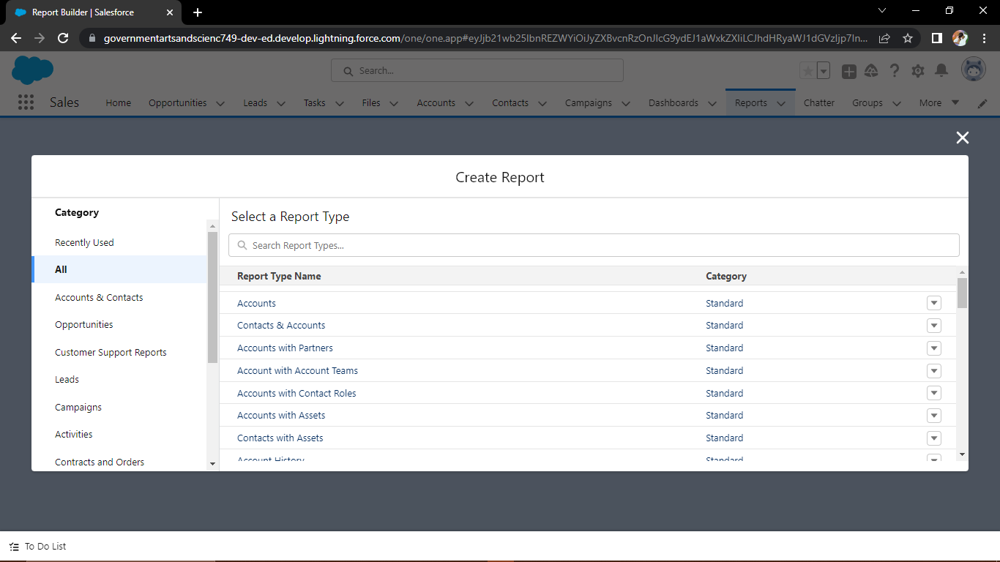 Report Builder | Salesforce
governmentartsandscienc749-dev-ed.develop.lightning.force.com/one/one.app#eyJjb21wb25lbnREZWYiOiJyZXBvcnRzOnJlcG9ydEJ1aWxkZXIiLCJhdHRyaWJ1dGVzIjp7In...
Search...
Sales Home Opportunities Leads Tasks Files Accounts Contacts Campaigns Dashboards Reports Chatter Groups More
Create Report
Category
Recently Used
All
Accounts & Contacts
Opportunities
Customer Support Reports
Leads
Campaigns
Activities
Contracts and Orders
Select a Report Type
Search Report Types...
Report Type Name Category
Accounts Standard
Contacts & Accounts Standard
Accounts with Partners Standard
Account with Account Teams Standard
Accounts with Contact Roles Standard
Accounts with Assets Standard
Contacts with Assets Standard
Account History Standard
To Do List